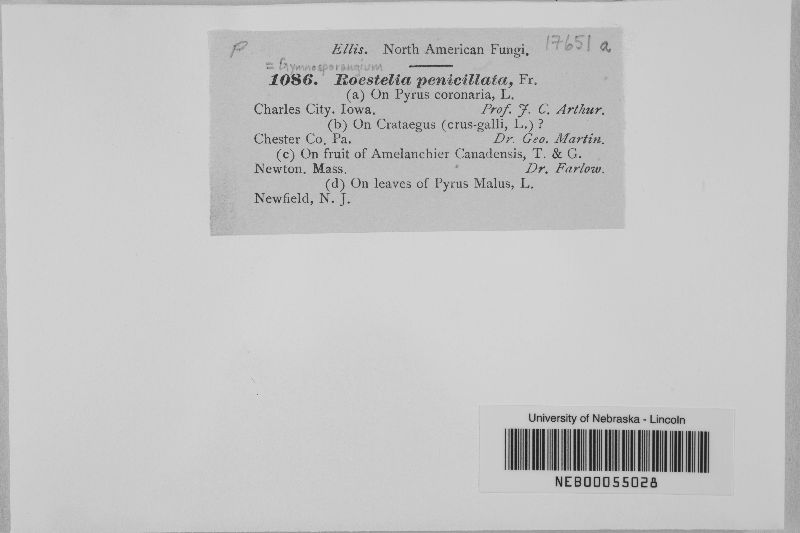 P
Ellis. North American Fungi. 17651 a
= Gymnosporangium
1086. Roestelia penicillata, Fr.
(a) On Pyrus coronaria, L.
Charles City. Iowa. Prof. J. C. Arthur.
(b) On Crataegus (crus-galli, L.) ?
Chester Co. Pa. Dr. Geo. Martin.
(c) On fruit of Amelanchier Canadensis, T. & G.
Newton. Mass. Dr. Farlow.
(d) On leaves of Pyrus Malus, L.
Newfield, N. J.
University of Nebraska - Lincoln
NEB00055028